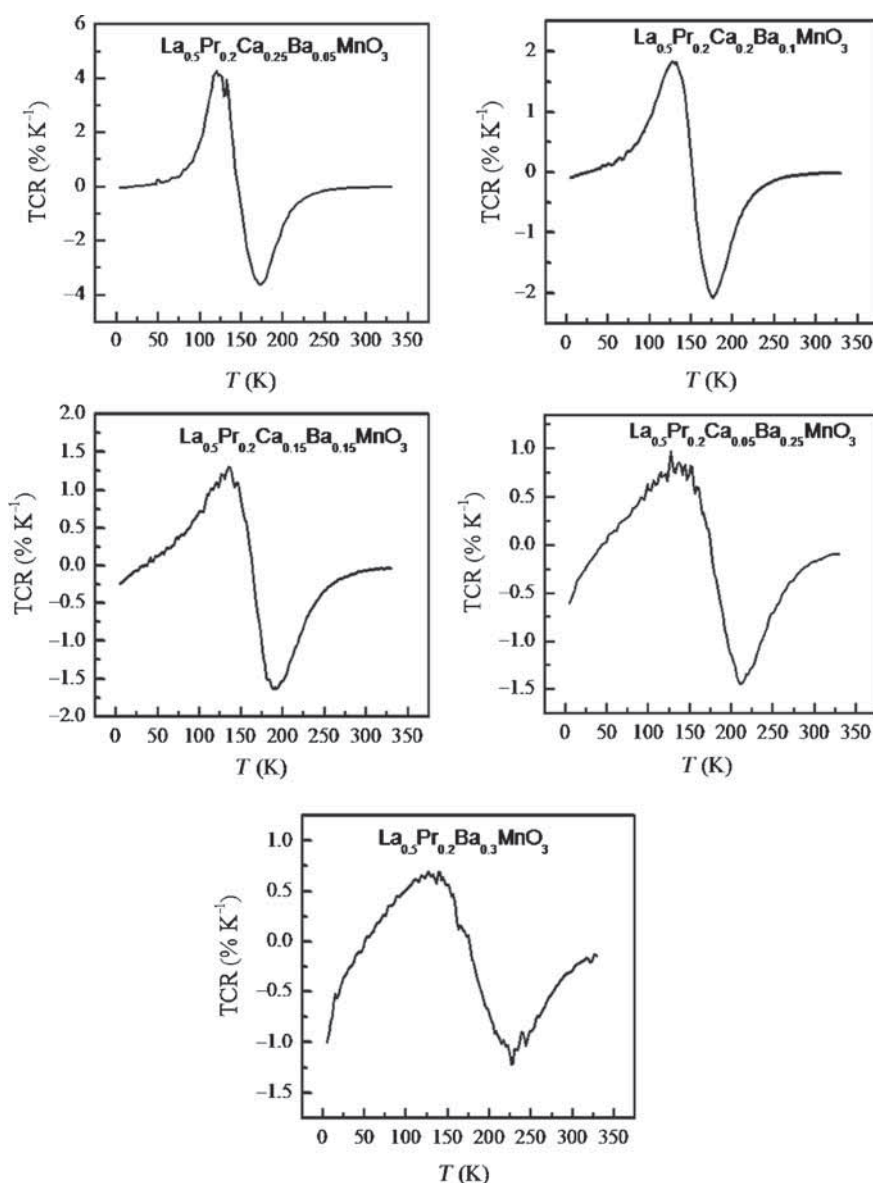 La0.5Pr0.2Ca0.25Ba0.05MnO3
6
4
2
0
−2
−4
TCR (% K−1)
0 50 100 150 200 250 300 350
T (K)
La0.5Pr0.2Ca0.2Ba0.1MnO3
2
1
0
−1
−2
TCR (% K−1)
0 50 100 150 200 250 300 350
T (K)
La0.5Pr0.2Ca0.15Ba0.15MnO3
2.0
1.5
1.0
0.5
0.0
−0.5
−1.0
−1.5
−2.0
TCR (% K−1)
0 50 100 150 200 250 300 350
T (K)
La0.5Pr0.2Ca0.05Ba0.25MnO3
1.0
0.5
0.0
−0.5
−1.0
−1.5
TCR (% K−1)
0 50 100 150 200 250 300 350
T (K)
La0.5Pr0.2Ba0.3MnO3
1.0
0.5
0.0
−0.5
−1.0
−1.5
TCR (% K−1)
0 50 100 150 200 250 300 350
T (K)